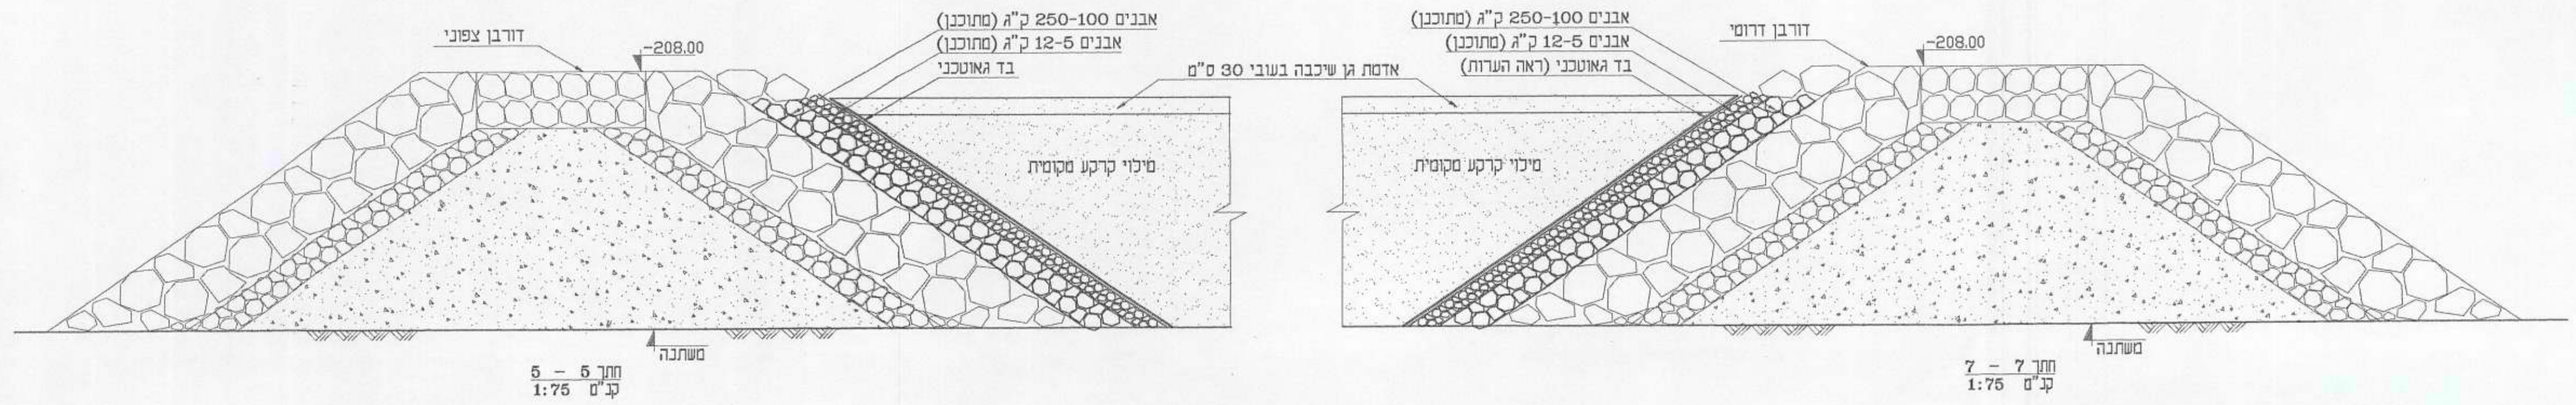 אבנים 250-100 ק"ג (מתוכנן)
אבנים 12-5 ק"ג (מתוכנן)
בד גאוטכני
דורבן צפוני
-208.00
אדמת גן שיכבה בעובי 30 ס"מ
מילוי קרקע מקומית
משתנה
חתך 5 - 5
קנ"מ 1:75
אבנים 250-100 ק"ג (מתוכנן)
אבנים 12-5 ק"ג (מתוכנן)
בד גאוטכני (ראה הערות)
דורבן דרומי
-208.00
מילוי קרקע מקומית
משתנה
חתך 7 - 7
קנ"מ 1:75